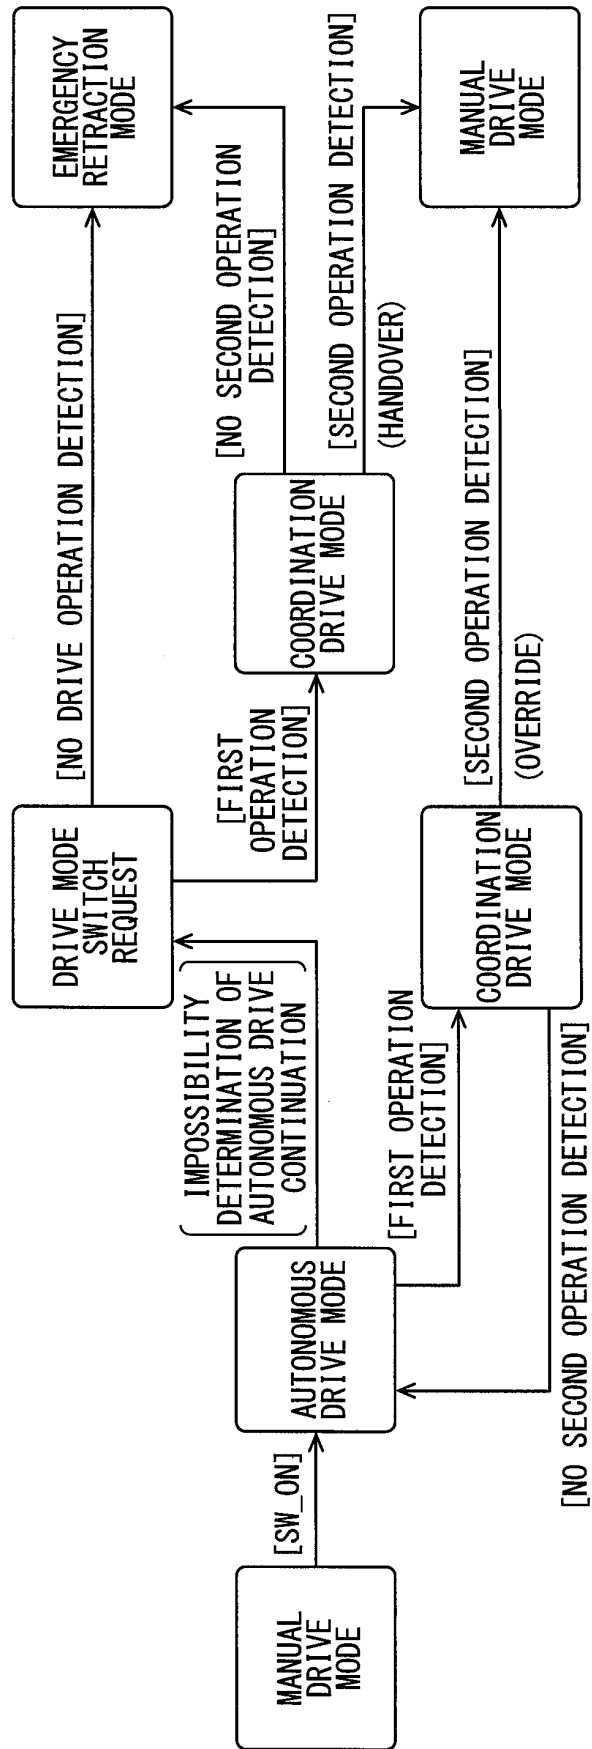 MANUAL
DRIVE
MODE
[SW_ON]
AUTONOMOUS
DRIVE MODE
IMPOSSIBILITY
DETERMINATION OF
AUTONOMOUS DRIVE
CONTINUATION
DRIVE MODE
SWITCH
REQUEST
[NO DRIVE OPERATION DETECTION]
EMERGENCY
RETRACTION
MODE
[FIRST
OPERATION
DETECTION]
COORDINATION
DRIVE MODE
[NO SECOND OPERATION
DETECTION]
[SECOND OPERATION DETECTION]
(HANDOVER)
[FIRST OPERATION
DETECTION]
COORDINATION
DRIVE MODE
[NO SECOND OPERATION DETECTION]
[SECOND OPERATION DETECTION]
(OVERRIDE)
MANUAL
DRIVE
MODE